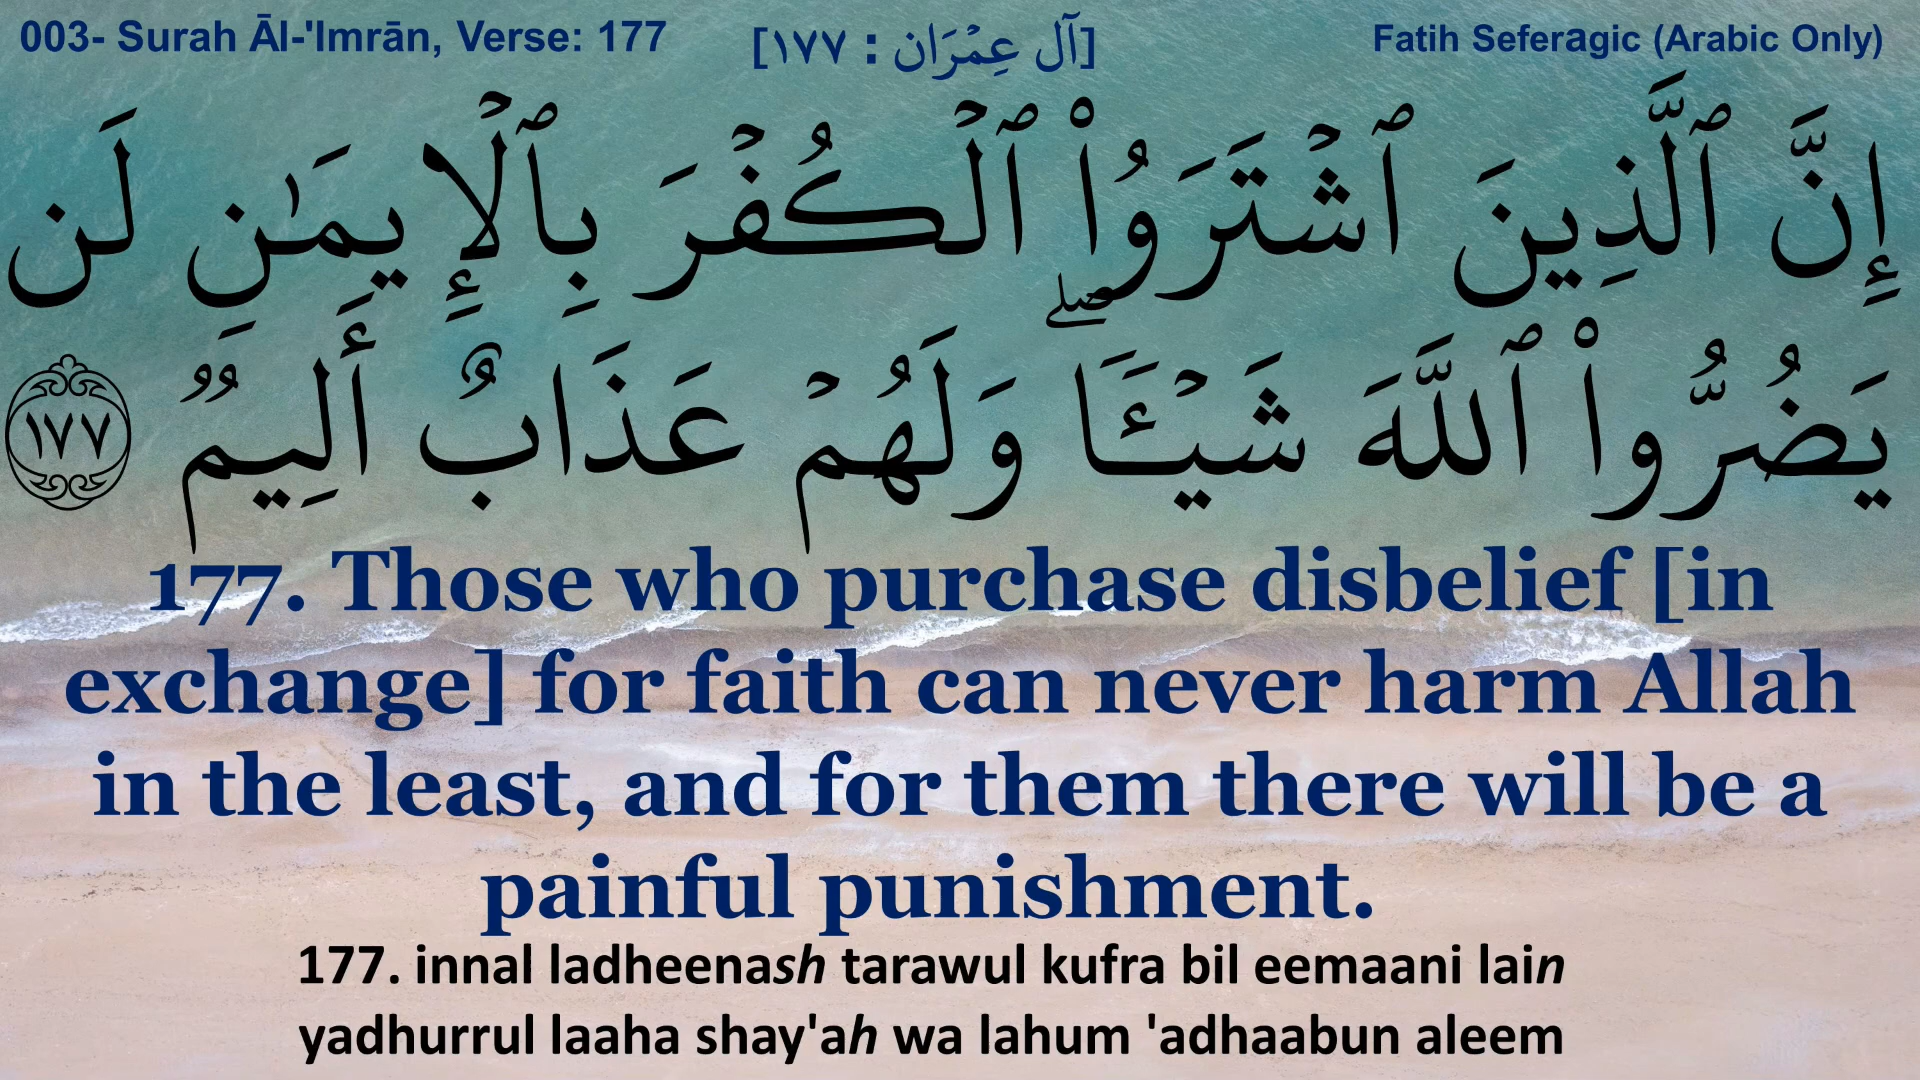 003- Surah Āl-'Imrān, Verse: 177
[آل عِمۡرَان : ١٧٧]
Fatih Seferagic (Arabic Only)
إِنَّ ٱلَّذِينَ ٱشۡتَرَوُاْ ٱلۡكُفۡرَ بِٱلۡإِيمَٰنِ لَن
يَضُرُّواْ ٱللَّهَ شَيۡـَٔاۖ وَلَهُمۡ عَذَابٌ أَلِيمٞ ١٧٧
177. Those who purchase disbelief [in
exchange] for faith can never harm Allah
in the least, and for them there will be a
painful punishment.
177. innal ladheenash tarawul kufra bil eemaani lain
yadhurrul laaha shay'ah wa lahum 'adhaabun aleem